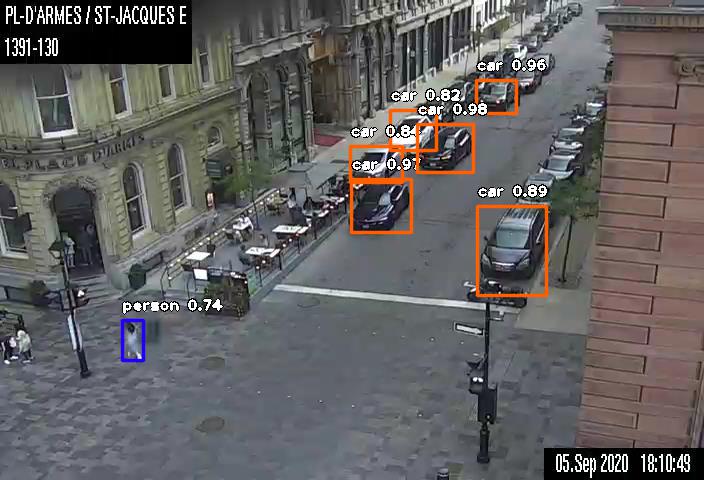 PL-D'ARMES / ST-JACQUES E
1391-130
car 0.96
car 0.82
car 0.98
car 0.84
car 0.97
car 0.89
PLACE D'ARMES
person 0.74
05.Sep 2020 18:10:49